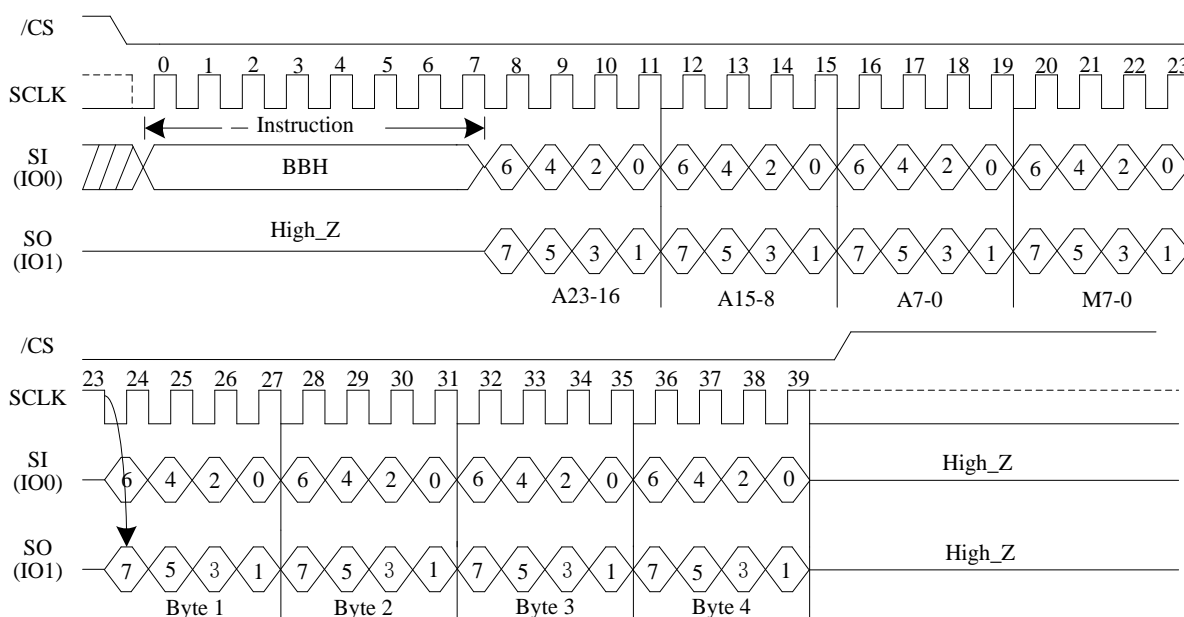 /CS
0 1 2 3 4 5 6 7 8 9 10 11 12 13 14 15 16 17 18 19 20 21 22 23
SCLK
Instruction
SI
(IO0)
BBH 6 4 2 0 6 4 2 0 6 4 2 0 6 4 2 0
SO
(IO1)
High_Z 7 5 3 1 7 5 3 1 7 5 3 1 7 5 3 1
A23-16 A15-8 A7-0 M7-0
/CS
23 24 25 26 27 28 29 30 31 32 33 34 35 36 37 38 39
SCLK
SI
(IO0)
6 4 2 0 6 4 2 0 6 4 2 0 6 4 2 0 High_Z
SO
(IO1)
7 5 3 1 7 5 3 1 7 5 3 1 7 5 3 1 High_Z
Byte 1 Byte 2 Byte 3 Byte 4